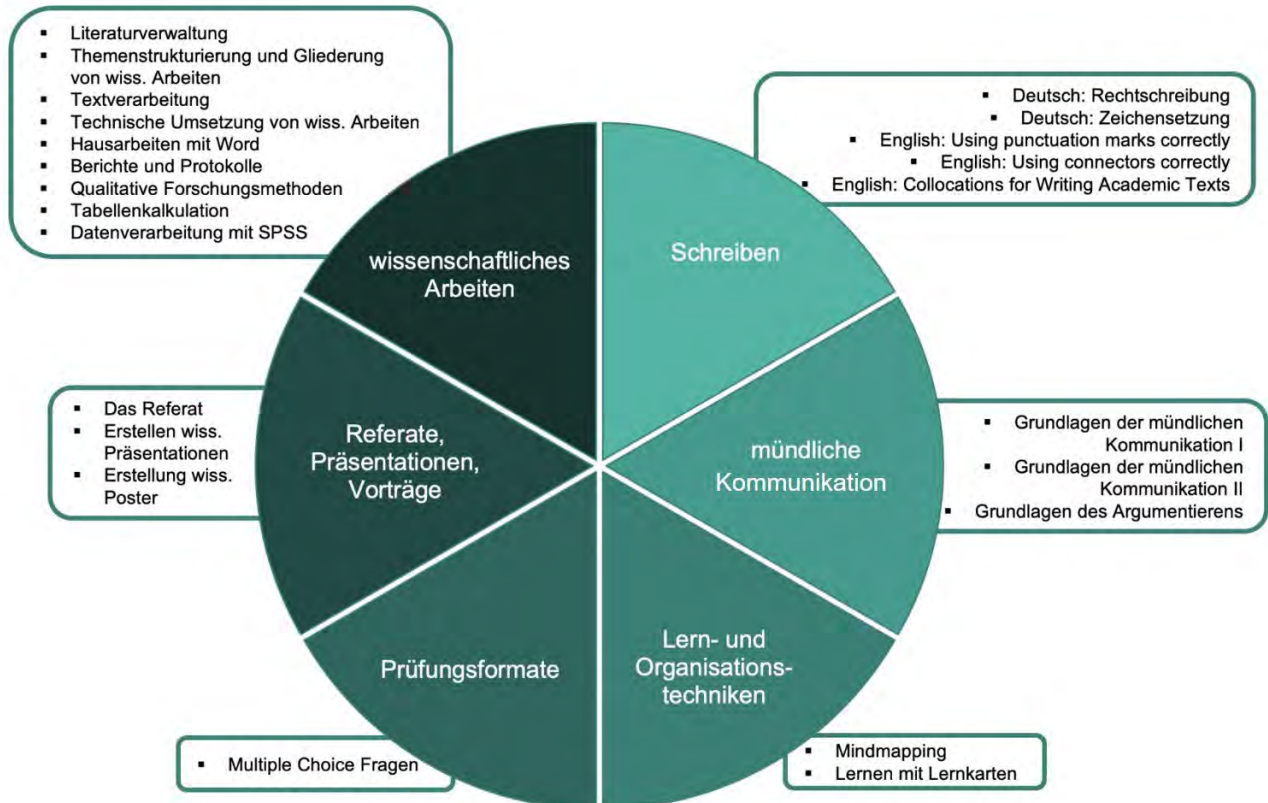 ▪ Literaturverwaltung
▪ Themenstrukturierung und Gliederung
von wiss. Arbeiten
▪ Textverarbeitung
▪ Technische Umsetzung von wiss. Arbeiten
▪ Hausarbeiten mit Word
▪ Berichte und Protokolle
▪ Qualitative Forschungsmethoden
▪ Tabellenkalkulation
▪ Datenverarbeitung mit SPSS
▪ Deutsch: Rechtschreibung
▪ Deutsch: Zeichensetzung
▪ English: Using punctuation marks correctly
▪ English: Using connectors correctly
▪ English: Collocations for Writing Academic Texts
wissenschaftliches
Arbeiten
Schreiben
▪ Das Referat
▪ Erstellen wiss.
Präsentationen
▪ Erstellung wiss.
Poster
Referate,
Präsentationen,
Vorträge
mündliche
Kommunikation
▪ Grundlagen der mündlichen
Kommunikation I
▪ Grundlagen der mündlichen
Kommunikation II
▪ Grundlagen des Argumentierens
Prüfungsformate
Lern- und
Organisations-
techniken
▪ Multiple Choice Fragen
▪ Mindmapping
▪ Lernen mit Lernkarten